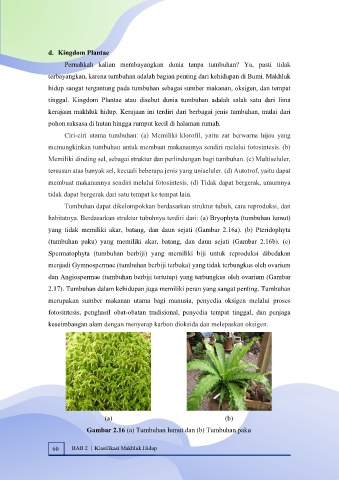 d. Kingdom Plantae
Pernahkah kalian membayangkan dunia tanpa tumbuhan? Ya, pasti tidak
terbayangkan, karena tumbuhan adalah bagian penting dari kehidupan di Bumi. Makhluk
hidup sangat tergantung pada tumbuhan sebagai sumber makanan, oksigen, dan tempat
tinggal. Kingdom Plantae atau disebut dunia tumbuhan adalah salah satu dari lima
kerajaan makhluk hidup. Kerajaan ini terdiri dari berbagai jenis tumbuhan, mulai dari
pohon raksasa di hutan hingga rumput kecil di halaman rumah.
Ciri-ciri utama tumbuhan: (a) Memiliki klorofil, yaitu zat berwarna hijau yang
memungkinkan tumbuhan untuk membuat makanannya sendiri melalui fotosintesis. (b)
Memiliki dinding sel, sebagai struktur dan perlindungan bagi tumbuhan. (c) Multiseluler,
tersusun atas banyak sel, kecuali beberapa jenis yang uniseluler. (d) Autotrof, yaitu dapat
membuat makanannya sendiri melalui fotosintesis. (d) Tidak dapat bergerak, umumnya
tidak dapat bergerak dari satu tempat ke tempat lain.
Tumbuhan dapat dikelompokkan berdasarkan struktur tubuh, cara reproduksi, dan
habitatnya. Berdasarkan struktur tubuhnya terdiri dari: (a) Bryophyta (tumbuhan lumut)
yang tidak memiliki akar, batang, dan daun sejati (Gambar 2.16a). (b) Pteridophyta
(tumbuhan paku) yang memiliki akar, batang, dan daun sejati (Gambar 2.16b). (c)
Spermatophyta (tumbuhan berbiji) yang memiliki biji untuk reproduksi dibedakan
menjadi Gymnospermae (tumbuhan berbiji terbuka) yang tidak terbungkus oleh ovarium
dan Angiospermae (tumbuhan berbiji tertutup) yang terbungkus oleh ovarium (Gambar
2.17). Tumbuhan dalam kehidupan juga memiliki peran yang sangat penting. Tumbuhan
merupakan sumber makanan utama bagi manusia, penyedia oksigen melalui proses
fotosintesis, penghasil obat-obatan tradisional, penyedia tempat tinggal, dan penjaga
keseimbangan alam dengan menyerap karbon dioksida dan melepaskan oksigen.
(a) (b)
Gambar 2.16 (a) Tumbuhan lumut dan (b) Tumbuhan paku
60 BAB 2 | Klasifikasi Makhluk Hidup